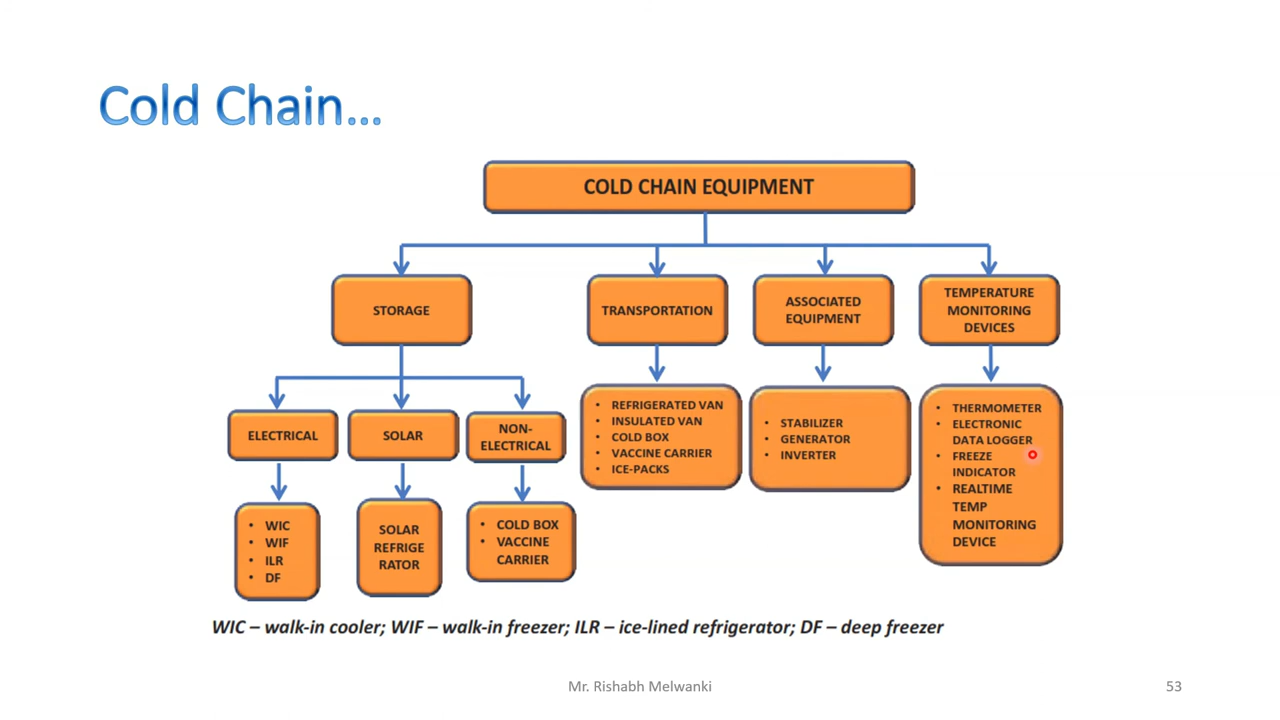 Cold Chain...
COLD CHAIN EQUIPMENT
STORAGE
TRANSPORTATION
ASSOCIATED
EQUIPMENT
TEMPERATURE
MONITORING
DEVICES
ELECTRICAL
SOLAR
NON-
ELECTRICAL
• WIC
• WIF
• ILR
• DF
SOLAR
REFRIGE
RATOR
• COLD BOX
• VACCINE
CARRIER
• REFRIGERATED VAN
• INSULATED VAN
• COLD BOX
• VACCINE CARRIER
• ICE-PACKS
• STABILIZER
• GENERATOR
• INVERTER
• THERMOMETER
• ELECTRONIC
DATA LOGGER
• FREEZE
INDICATOR
• REALTIME
TEMP
MONITORING
DEVICE
WIC – walk-in cooler; WIF – walk-in freezer; ILR – ice-lined refrigerator; DF – deep freezer
Mr. Rishabh Melwanki
53